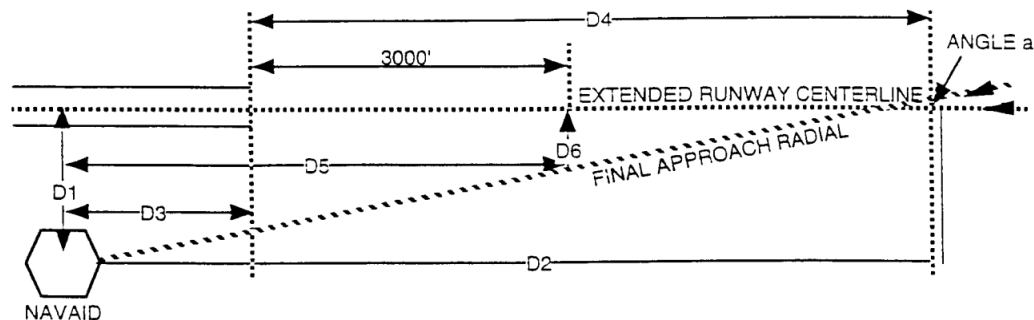 D4
ANGLE a
3000'
EXTENDED RUNWAY CENTERLINE
D6
FINAL APPROACH RADIAL
D5
D1
D3
D2
NAVAID